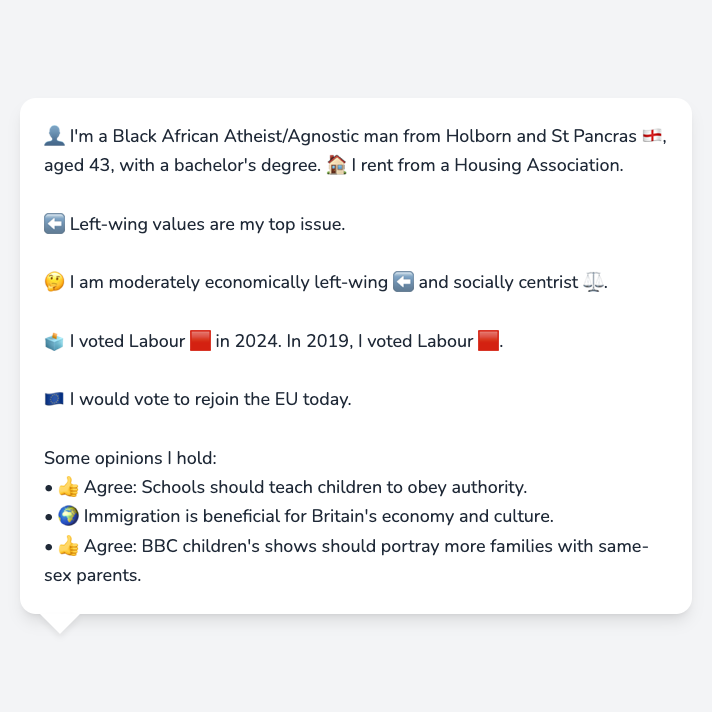 👤 I'm a Black African Atheist/Agnostic man from Holborn and St Pancras 🏴󠁧󠁢󠁥󠁮󠁧󠁿,
aged 43, with a bachelor's degree. 🏠 I rent from a Housing Association.
⬅️ Left-wing values are my top issue.
🤔 I am moderately economically left-wing ⬅️ and socially centrist ⚖️.
🗳️ I voted Labour 🟥 in 2024. In 2019, I voted Labour 🟥.
🇪🇺 I would vote to rejoin the EU today.
Some opinions I hold:
• 👍 Agree: Schools should teach children to obey authority.
• 🌍 Immigration is beneficial for Britain's economy and culture.
• 👍 Agree: BBC children's shows should portray more families with same-
sex parents.